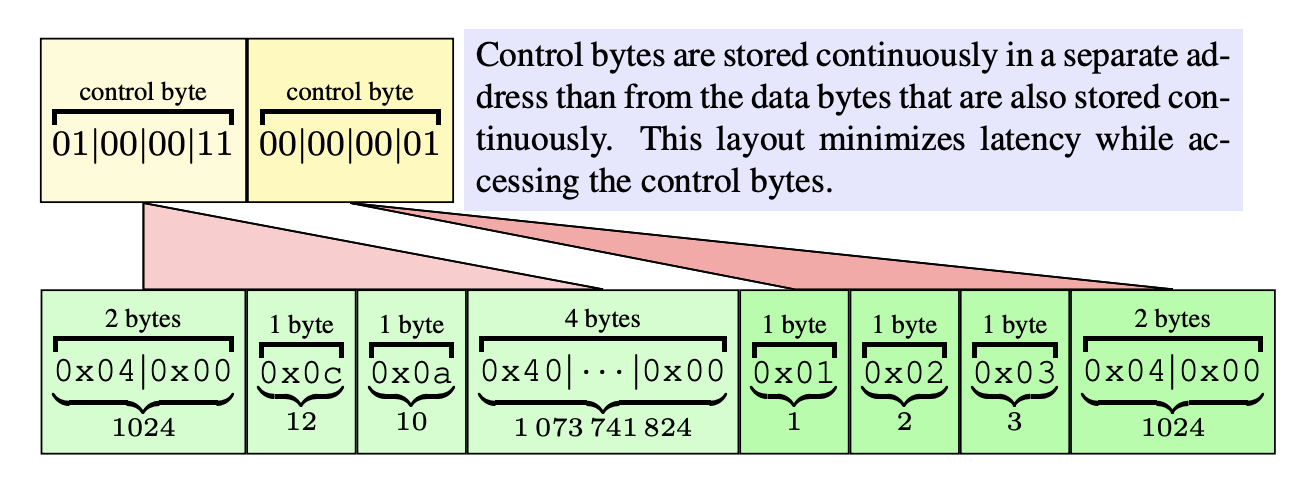 control byte
01|00|00|11
control byte
00|00|00|01
Control bytes are stored continuously in a separate ad-
dress than from the data bytes that are also stored con-
tinuously. This layout minimizes latency while ac-
cessing the control bytes.
2 bytes
0x04|0x00
1024
1 byte
0x0c
12
1 byte
0x0a
10
4 bytes
0x40|···|0x00
1 073 741 824
1 byte
0x01
1
1 byte
0x02
2
1 byte
0x03
3
2 bytes
0x04|0x00
1024